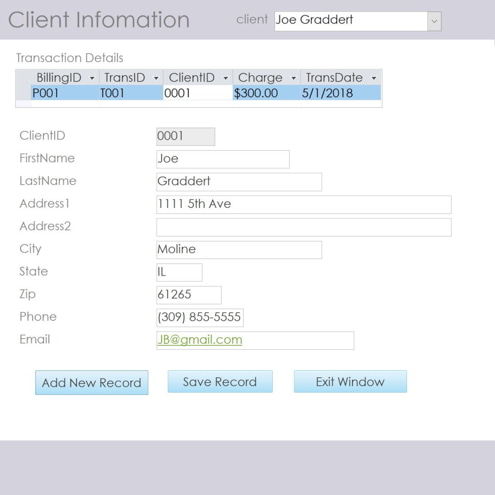 Client Infomation client Joe Graddert
Transaction Details
BillingID TransID ClientID Charge TransDate
P001 T001 0001 $300.00 5/1/2018
ClientID 0001
FirstName Joe
LastName Graddert
Address1 1111 5th Ave
Address2
City Moline
State IL
Zip 61265
Phone (309) 855-5555
Email JB@gmail.com
Add New Record Save Record Exit Window